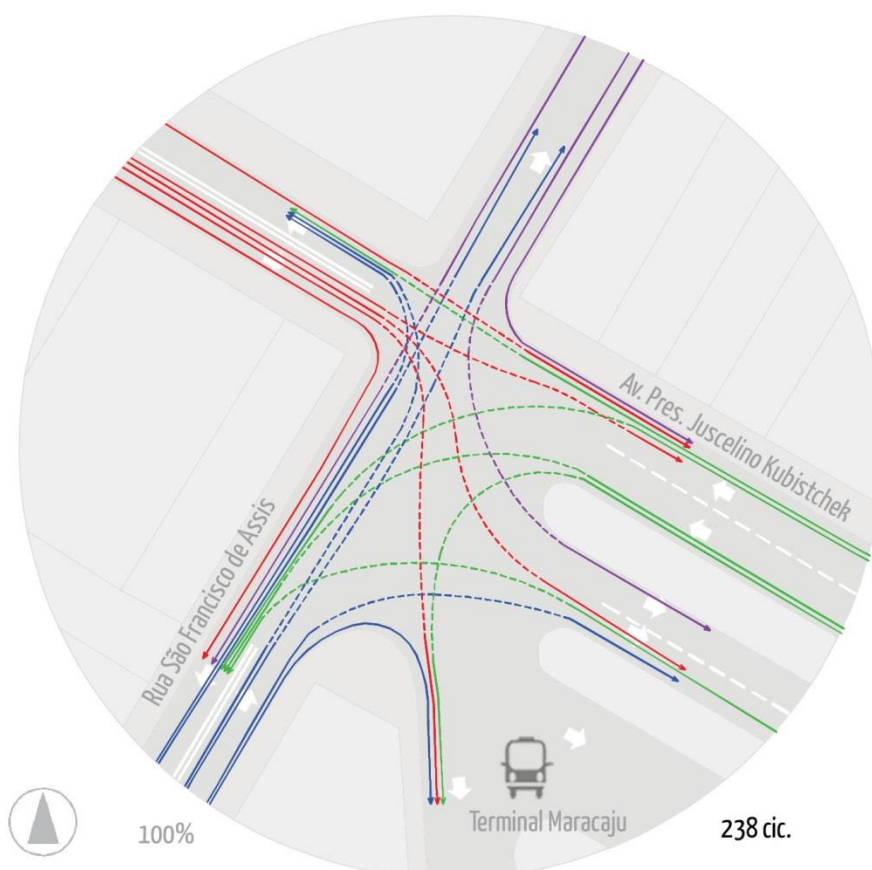 Av. Pres. Juscelino Kubistchek
Rua São Francisco de Assis
Terminal Maracaju
100%
238 cic.